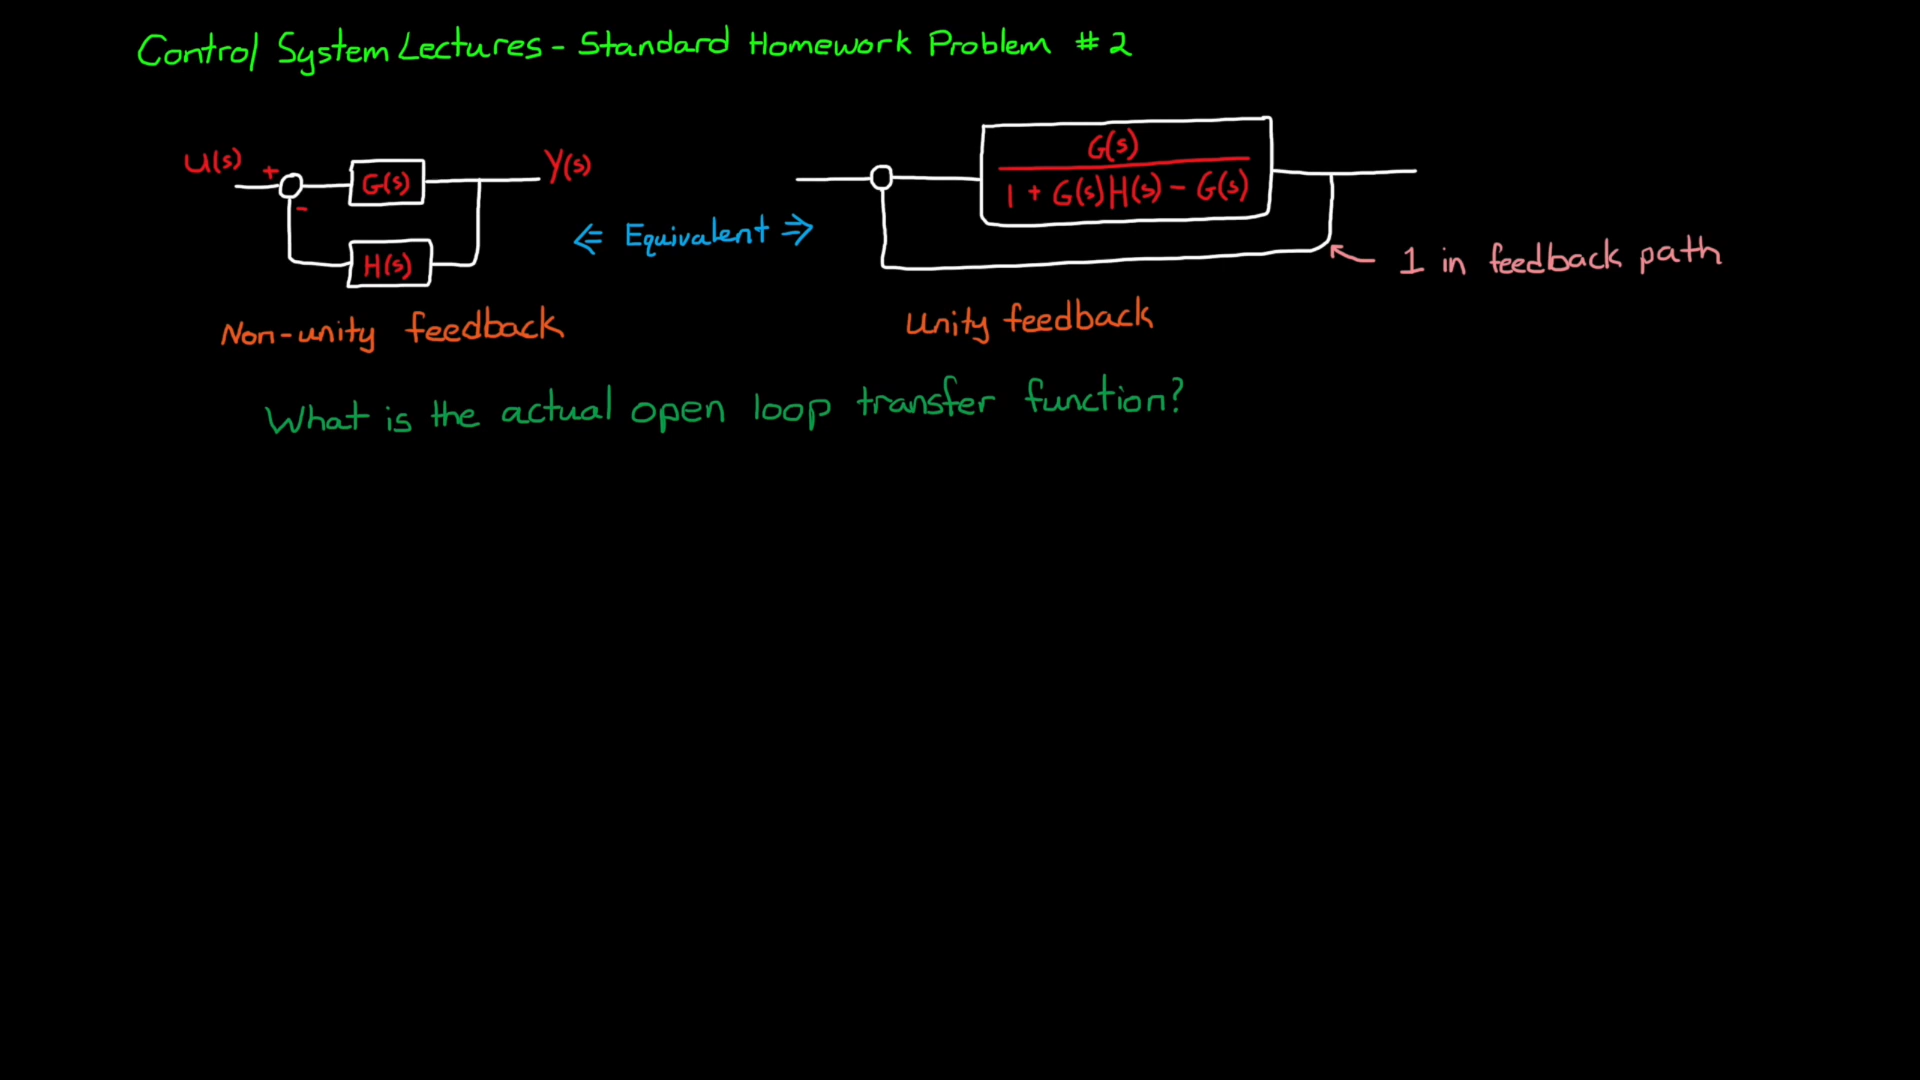 Control System Lectures - Standard Homework Problem #2
U(s) + - G(s) Y(s)
H(s)
Non-unity feedback
<= Equivalent =>
G(s)
1 + G(s)H(s) - G(s)
1 in feedback path
Unity feedback
What is the actual open loop transfer function?